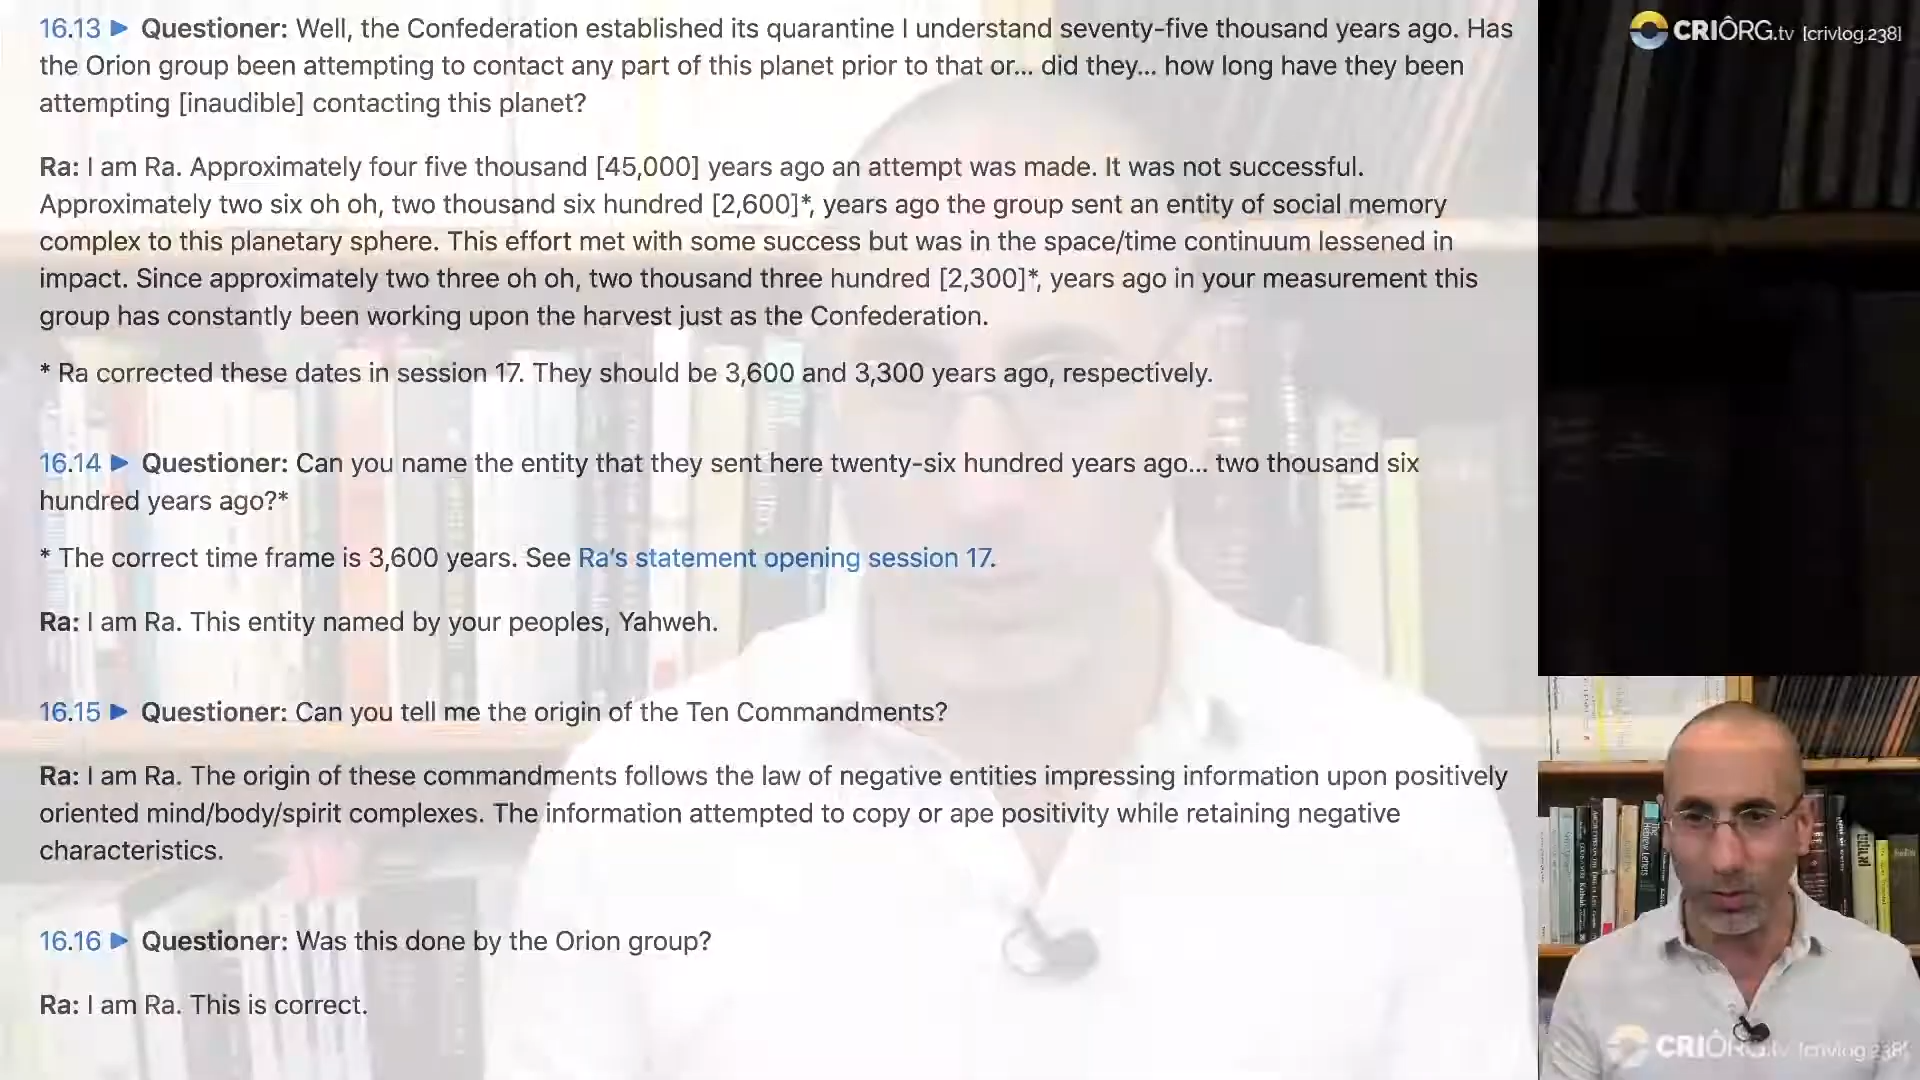 16.13 ▶ Questioner: Well, the Confederation established its quarantine I understand seventy-five thousand years ago. Has
the Orion group been attempting to contact any part of this planet prior to that or... did they... how long have they been
attempting [inaudible] contacting this planet?
Ra: I am Ra. Approximately four five thousand [45,000] years ago an attempt was made. It was not successful.
Approximately two six oh oh, two thousand six hundred [2,600]*, years ago the group sent an entity of social memory
complex to this planetary sphere. This effort met with some success but was in the space/time continuum lessened in
impact. Since approximately two three oh oh, two thousand three hundred [2,300]*, years ago in your measurement this
group has constantly been working upon the harvest just as the Confederation.
* Ra corrected these dates in session 17. They should be 3,600 and 3,300 years ago, respectively.
16.14 ▶ Questioner: Can you name the entity that they sent here twenty-six hundred years ago... two thousand six
hundred years ago?*
* The correct time frame is 3,600 years. See Ra's statement opening session 17.
Ra: I am Ra. This entity named by your peoples, Yahweh.
16.15 ▶ Questioner: Can you tell me the origin of the Ten Commandments?
Ra: I am Ra. The origin of these commandments follows the law of negative entities impressing information upon positively
oriented mind/body/spirit complexes. The information attempted to copy or ape positivity while retaining negative
characteristics.
16.16 ▶ Questioner: Was this done by the Orion group?
Ra: I am Ra. This is correct.
CRIÔRG.tv [crivlog.238]
The Hebrew Letters
CRIÔRG.tv [crivlog.238]